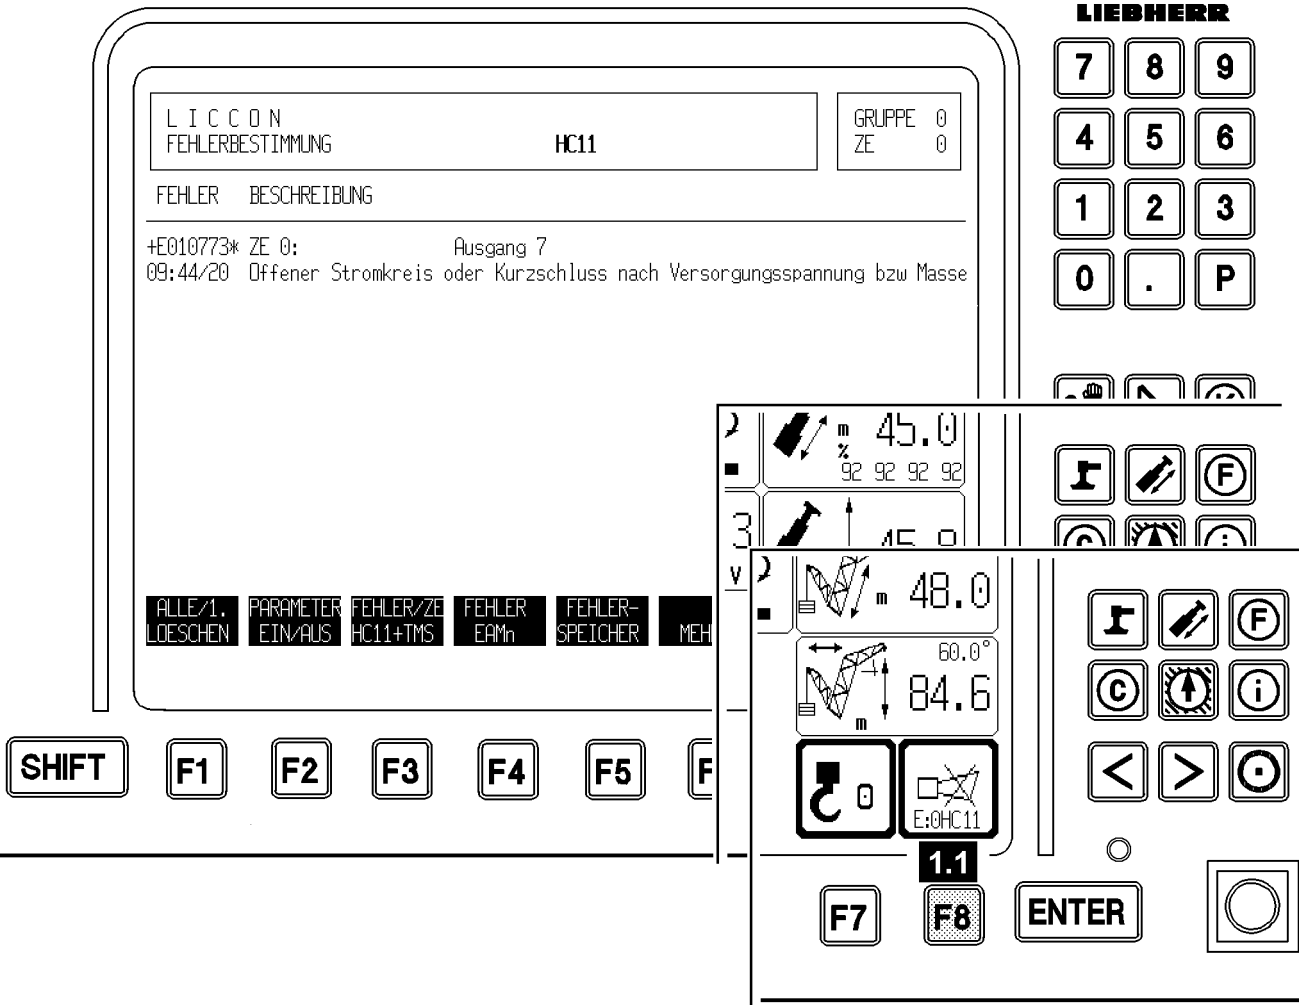 LIEBHERR
7 8 9
4 5 6
1 2 3
0 . P
L I C C O N
FEHLERBESTIMMUNG HC11
GRUPPE 0
ZE 0
FEHLER BESCHREIBUNG
+E010773* ZE 0: Ausgang 7
09:44/20 Offener Stromkreis oder Kurzschluss nach Versorgungsspannung bzw Masse
ALLE/1. PARAMETER FEHLER/ZE FEHLER FEHLER-
LOESCHEN EIN/AUS HC11+TMS EAMn SPEICHER MEH
SHIFT F1 F2 F3 F4 F5 F
m 45.0
%
92 92 92 92
3
V
F
m 48.0
60.0°
84.6
m
0
E:0HC11
1.1
F
C i
< >
F7 F8 ENTER